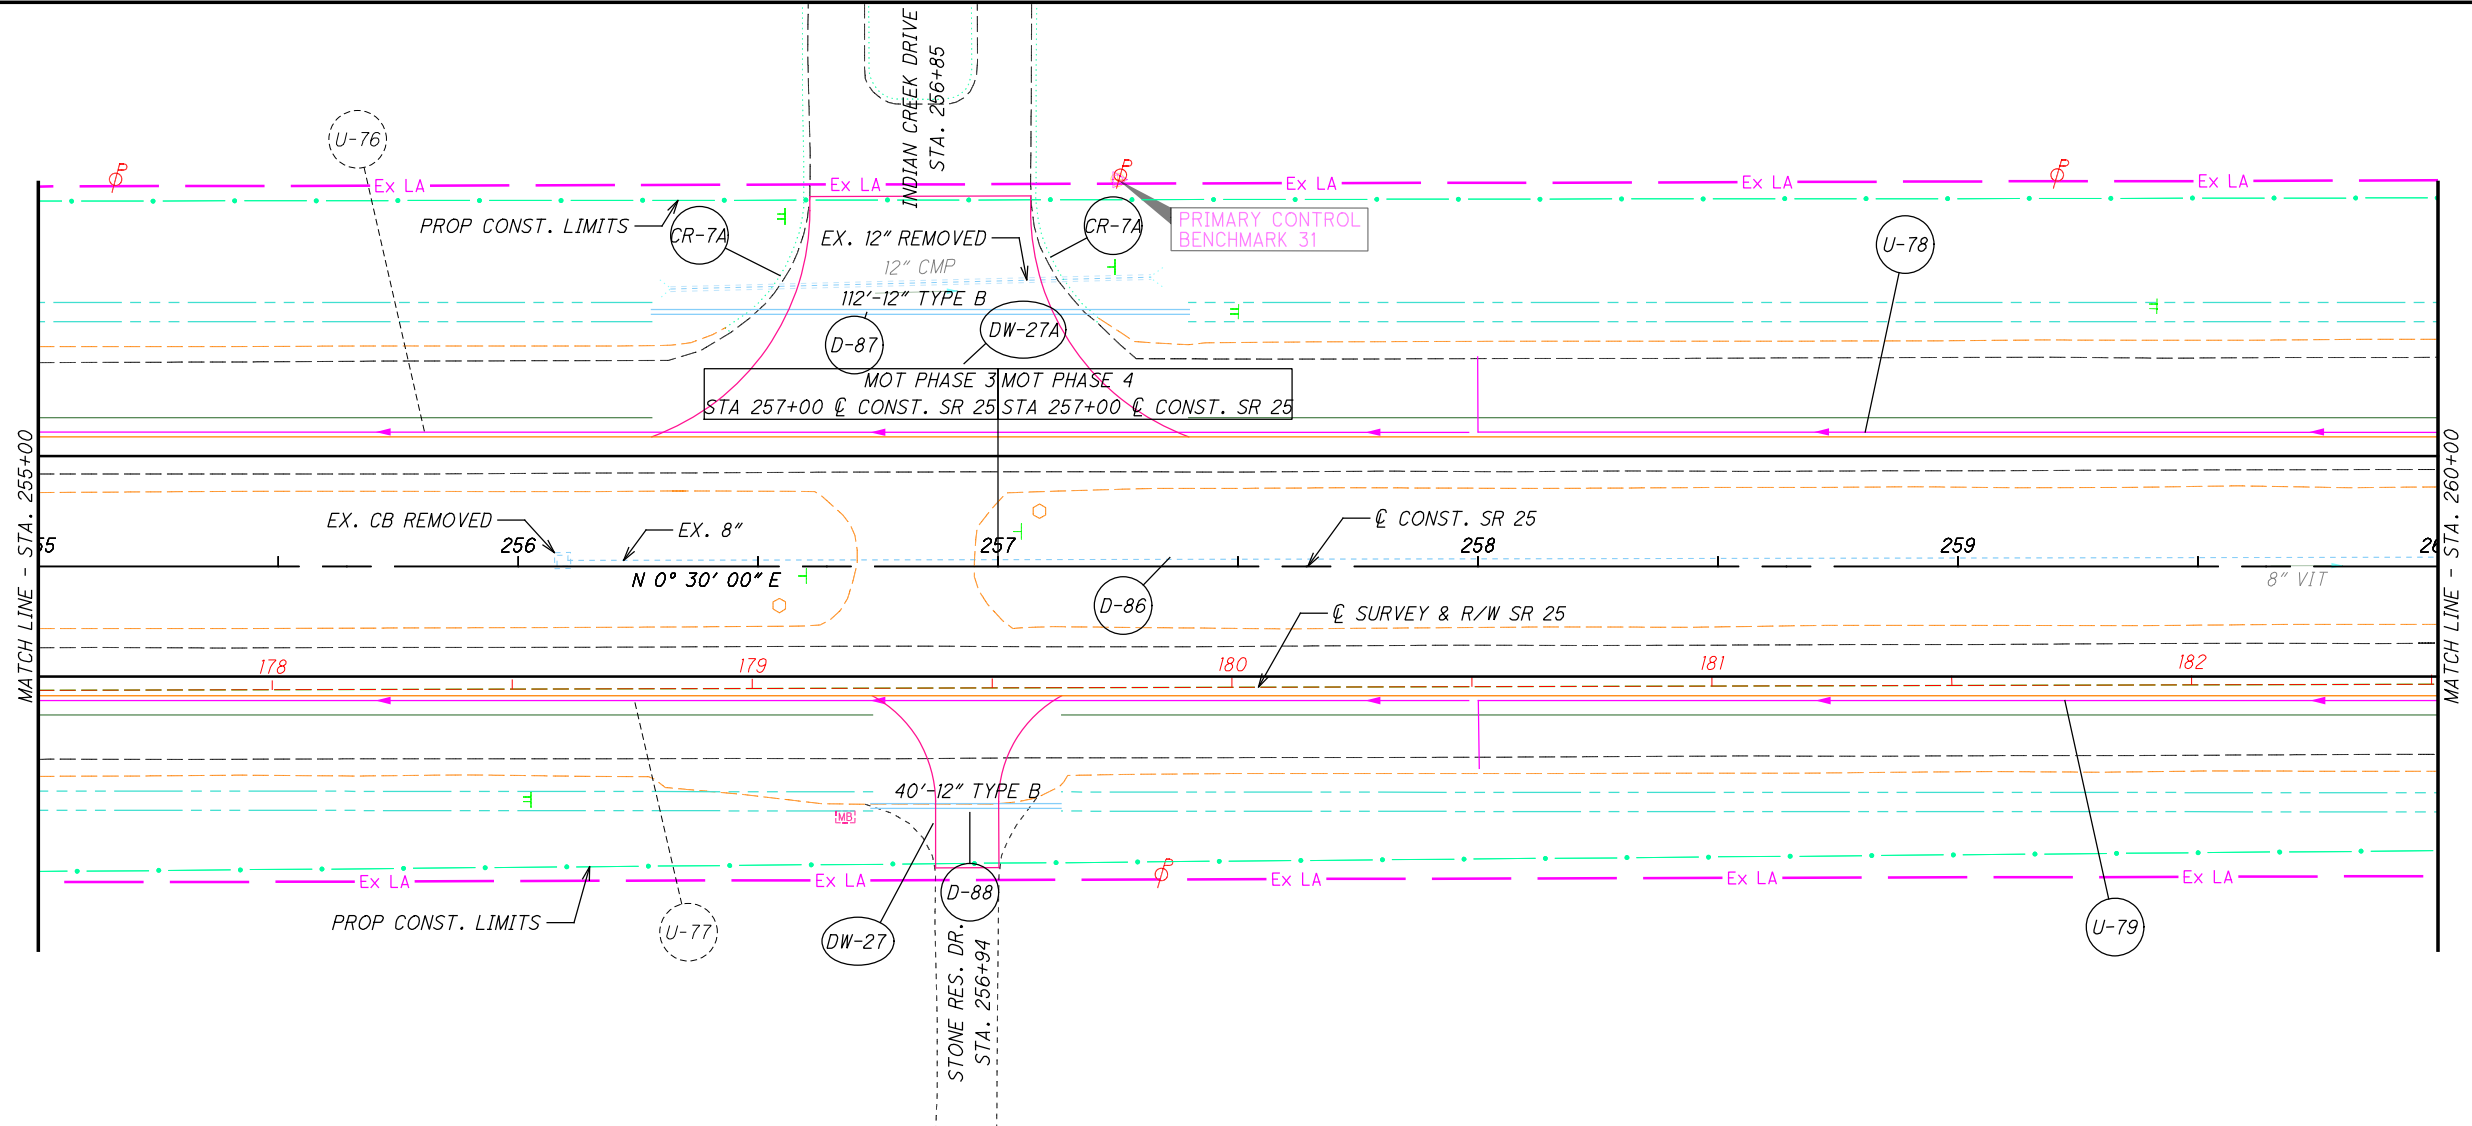 INDIAN CREEK DRIVE
STA. 256+85
U-76
Ex LA
Ex LA
Ex LA
Ex LA
Ex LA
PROP CONST. LIMITS
CR-7A
EX. 12" REMOVED
CR-7A
PRIMARY CONTROL
BENCHMARK 31
U-78
12" CMP
112'-12" TYPE B
D-87
DW-27A
MOT PHASE 3
STA 257+00 ℄ CONST. SR 25
MOT PHASE 4
STA 257+00 ℄ CONST. SR 25
MATCH LINE - STA. 255+00
MATCH LINE - STA. 260+00
EX. CB REMOVED
EX. 8"
℄ CONST. SR 25
55
256
257
258
259
26
N 0° 30' 00" E
8" VIT
D-86
℄ SURVEY & R/W SR 25
178
179
180
181
182
40'-12" TYPE B
MB
PROP CONST. LIMITS
Ex LA
Ex LA
Ex LA
Ex LA
Ex LA
U-77
DW-27
D-88
U-79
STONE RES. DR.
STA. 256+94